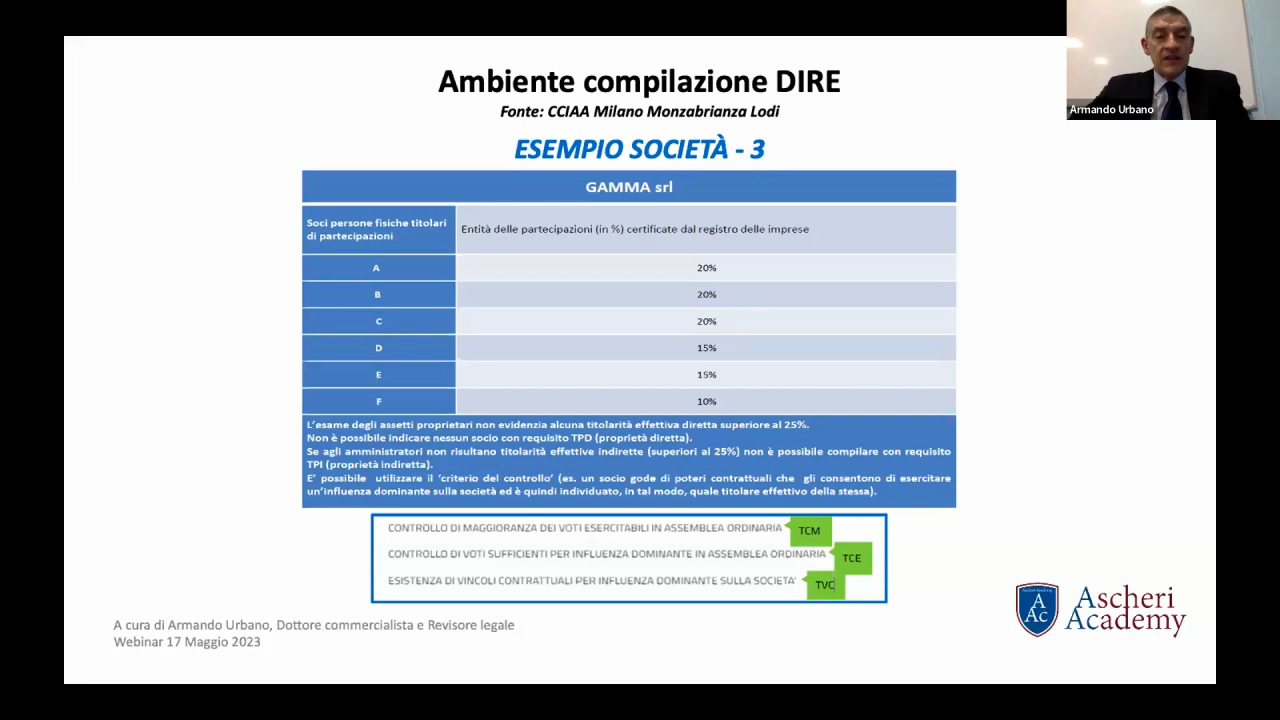 Ambiente compilazione DIRE
Fonte: CCIAA Milano Monzabrianza Lodi
ESEMPIO SOCIETÀ - 3
Armando Urbano
GAMMA srl
Soci persone fisiche titolari
di partecipazioni
Entità delle partecipazioni (in %) certificate dal registro delle imprese
A 20%
B 20%
C 20%
D 15%
E 15%
F 10%
L'esame degli assetti proprietari non evidenzia alcuna titolarità effettiva diretta superiore al 25%.
Non è possibile indicare nessun socio con requisito TPD (proprietà diretta).
Se agli amministratori non risultano titolarità effettive indirette (superiori al 25%) non è possibile compilare con requisito
TPI (proprietà indiretta).
E' possibile utilizzare il 'criterio del controllo' (es. un socio gode di poteri contrattuali che gli consentono di esercitare
un'influenza dominante sulla società ed è quindi individuato, in tal modo, quale titolare effettivo della stessa).
CONTROLLO DI MAGGIORANZA DEI VOTI ESERCITABILI IN ASSEMBLEA ORDINARIA TCM
CONTROLLO DI VOTI SUFFICIENTI PER INFLUENZA DOMINANTE IN ASSEMBLEA ORDINARIA TCE
ESISTENZA DI VINCOLI CONTRATTUALI PER INFLUENZA DOMINANTE SULLA SOCIETA' TVC
A cura di Armando Urbano, Dottore commercialista e Revisore legale
Webinar 17 Maggio 2023
A
Ac
Ascheri
Academy